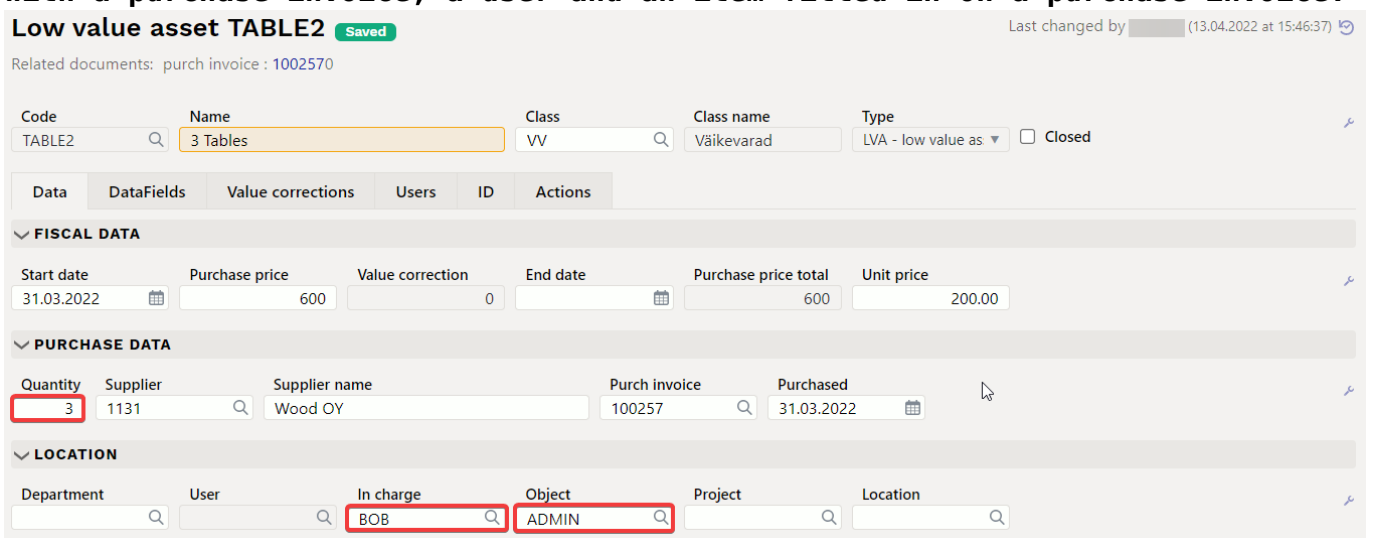 Low value asset TABLE2 Saved Last changed by (13.04.2022 at 15:46:37)
Related documents: purch invoice : 1002570
Code Name Class Class name Type
TABLE2 3 Tables VV Väikevarad LVA - low value as: Closed
Data DataFields Value corrections Users ID Actions
FISCAL DATA
Start date Purchase price Value correction End date Purchase price total Unit price
31.03.2022 600 0 600 200.00
PURCHASE DATA
Quantity Supplier Supplier name Purch invoice Purchased
3 1131 Wood OY 100257 31.03.2022
LOCATION
Department User In charge Object Project Location
BOB ADMIN